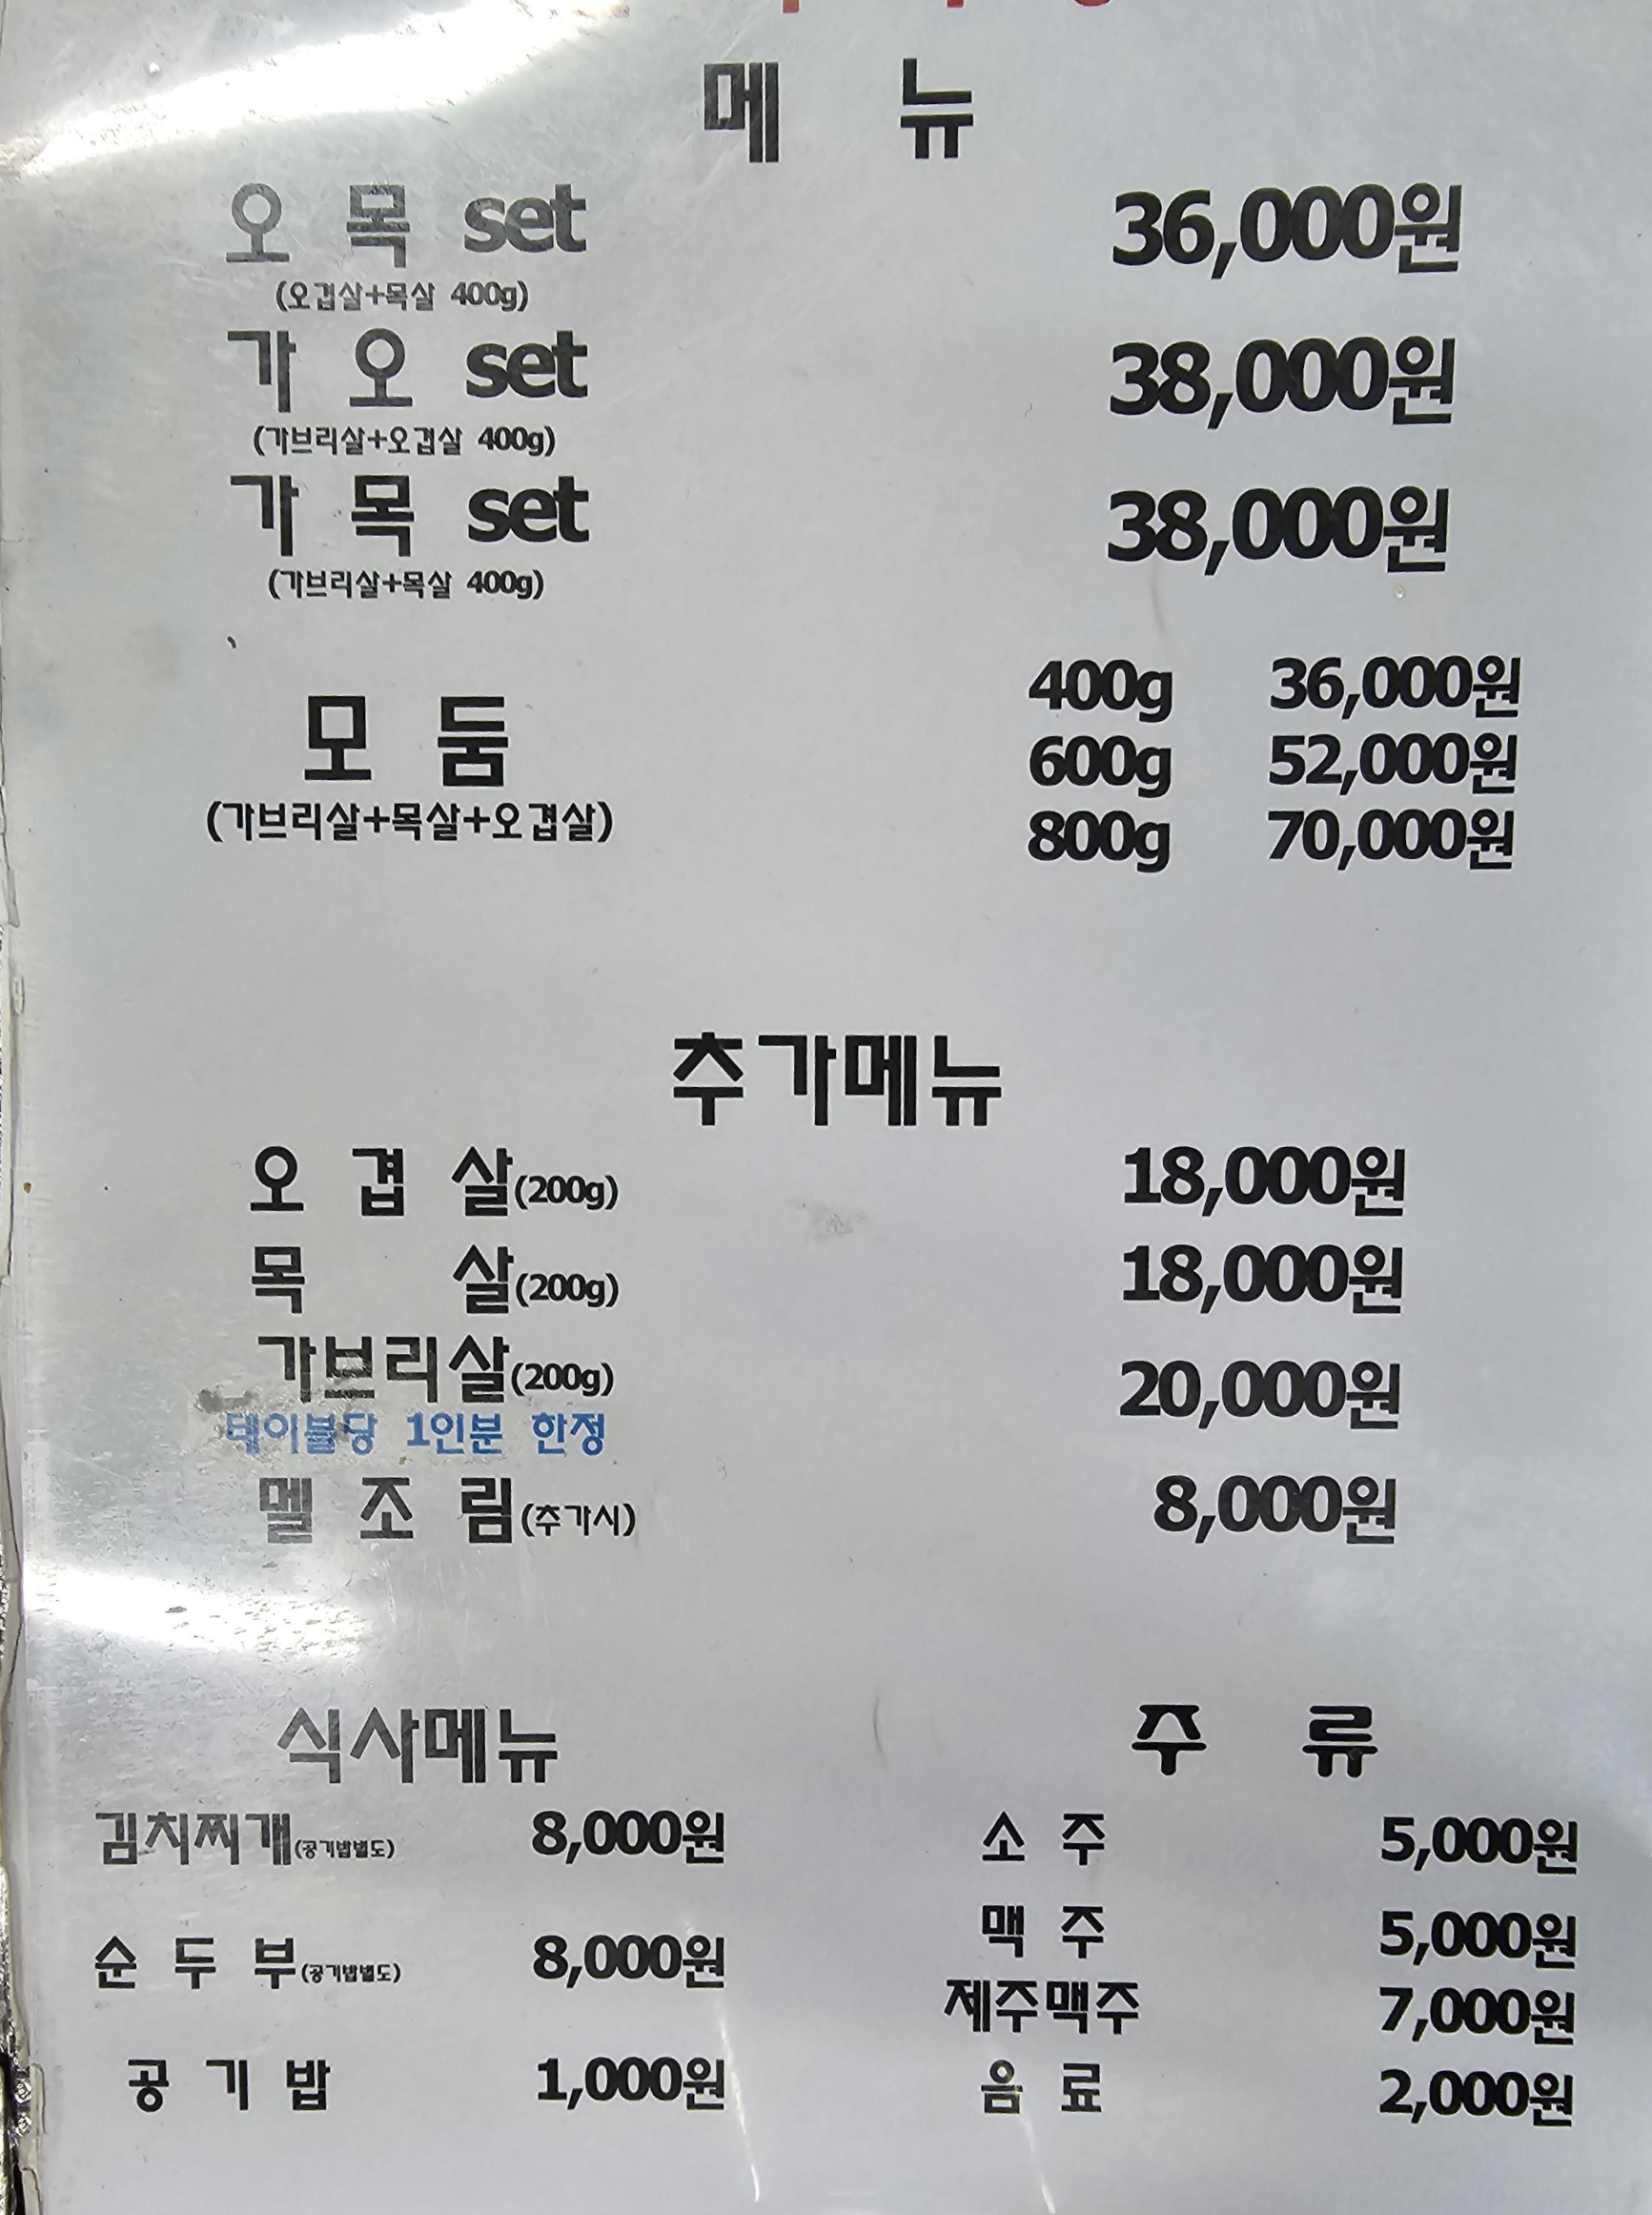 메 뉴
오 목 set 36,000원
(오겹살+목살 400g)
가 오 set 38,000원
(가브리살+오겹살 400g)
가 목 set 38,000원
(가브리살+목살 400g)
400g 36,000원
모 둠 600g 52,000원
(가브리살+목살+오겹살) 800g 70,000원
추가메뉴
오 겹 살(200g) 18,000원
목 살(200g) 18,000원
가브리살(200g) 20,000원
테이블당 1인분 한정
멜 조 림(추가시) 8,000원
식사메뉴 주 류
김치찌개(공기밥별도) 8,000원 소 주 5,000원
순 두 부(공기밥별도) 8,000원 맥 주 5,000원
제주맥주 7,000원
공 기 밥 1,000원 음 료 2,000원